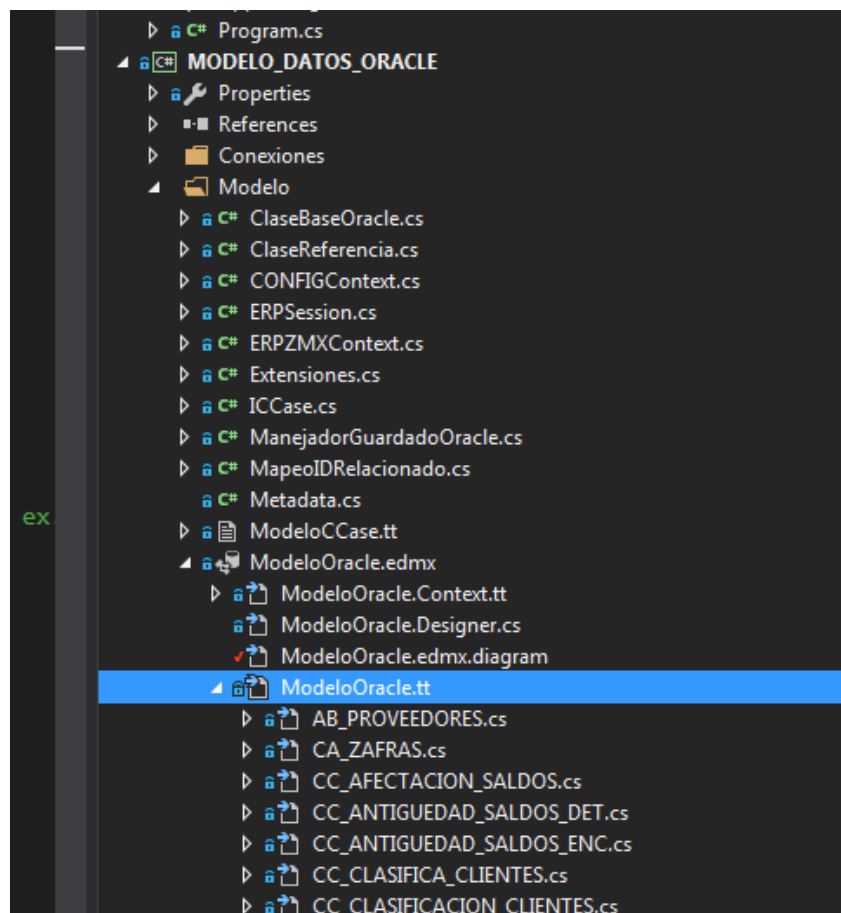 Program.cs
MODELO_DATOS_ORACLE
Properties
References
Conexiones
Modelo
ClaseBaseOracle.cs
ClaseReferencia.cs
CONFIGContext.cs
ERPSession.cs
ERPZMXContext.cs
Extensiones.cs
ICCase.cs
ManejadorGuardadoOracle.cs
MapeoIDRelacionado.cs
Metadata.cs
ex
ModeloCCase.tt
ModeloOracle.edmx
ModeloOracle.Context.tt
ModeloOracle.Designer.cs
ModeloOracle.edmx.diagram
ModeloOracle.tt
AB_PROVEEDORES.cs
CA_ZAFRAS.cs
CC_AFECTACION_SALDOS.cs
CC_ANTIGUEDAD_SALDOS_DET.cs
CC_ANTIGUEDAD_SALDOS_ENC.cs
CC_CLASIFICA_CLIENTES.cs
CC_CLASIFICACION_CLIENTES.cs